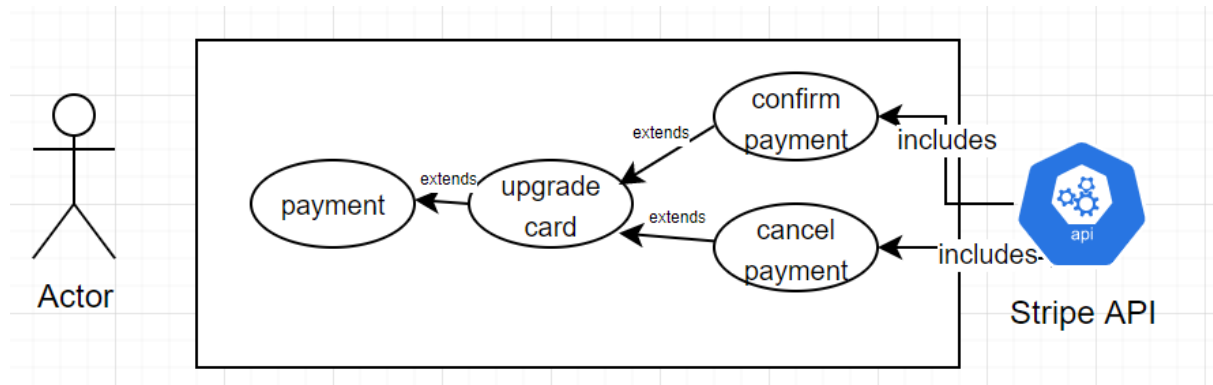 confirm
payment
extends
includes
extends
upgrade
card
payment
extends
cancel
payment
includes
api
Actor
Stripe API